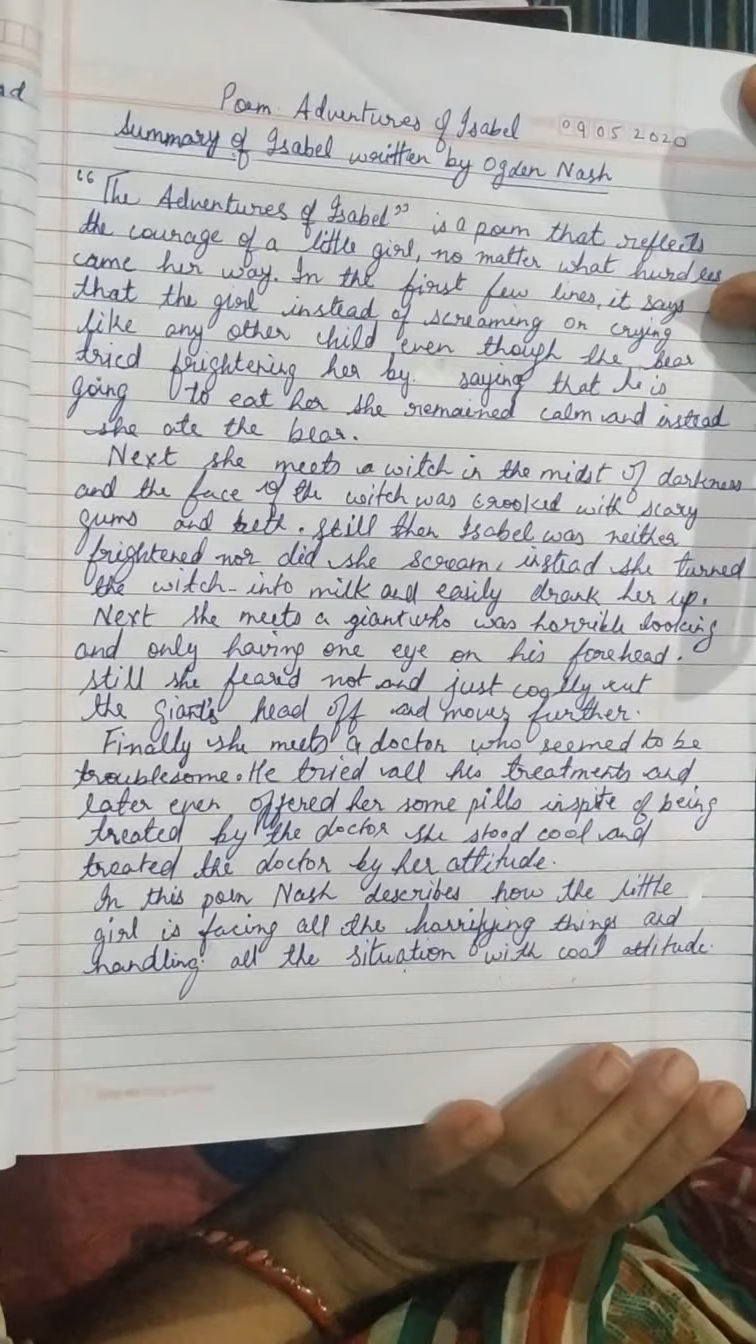 nd
Poem Adventures of Isabel 09 05 2020
Summary of Isabel written by Ogden Nash
"The Adventures of Isabel" is a poem that reflects
the courage of a little girl, no matter what hurdles
came her way. In the first few lines, it says
that the girl instead of screaming or crying
like any other child even though the bear
tried frightening her by saying that he is
going to eat her she remained calm and instead
she ate the bear.
Next she meets a witch in the midst of darkness
and the face of the witch was crooked with scary
gums and teeth. Still then Isabel was neither
frightened nor did she scream, instead she turned
the witch into milk and easily drank her up.
Next she meets a giant who was horrible looking
and only having one eye on his forehead.
still she feared not and just coolly cut
the giant's head off and moves further.
Finally she meets a doctor who seemed to be
troublesome. He tried all his treatments and
later even offered her some pills inspite of being
treated by the doctor she stood cool and
treated the doctor by her attitude.
In this poem Nash describes how the little
girl is facing all the horrifying things and
handling all the situation with cool attitude.